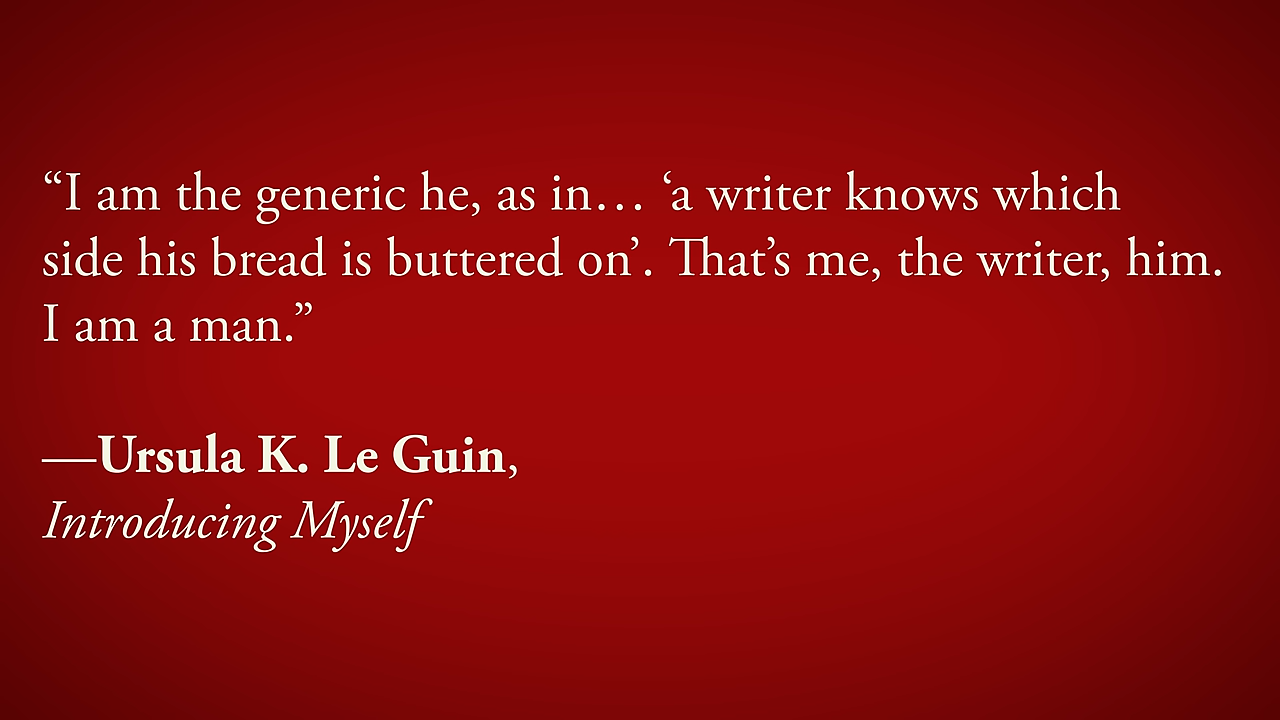 “I am the generic he, as in… ‘a writer knows which
side his bread is buttered on’. That’s me, the writer, him.
I am a man.”
—Ursula K. Le Guin,
Introducing Myself